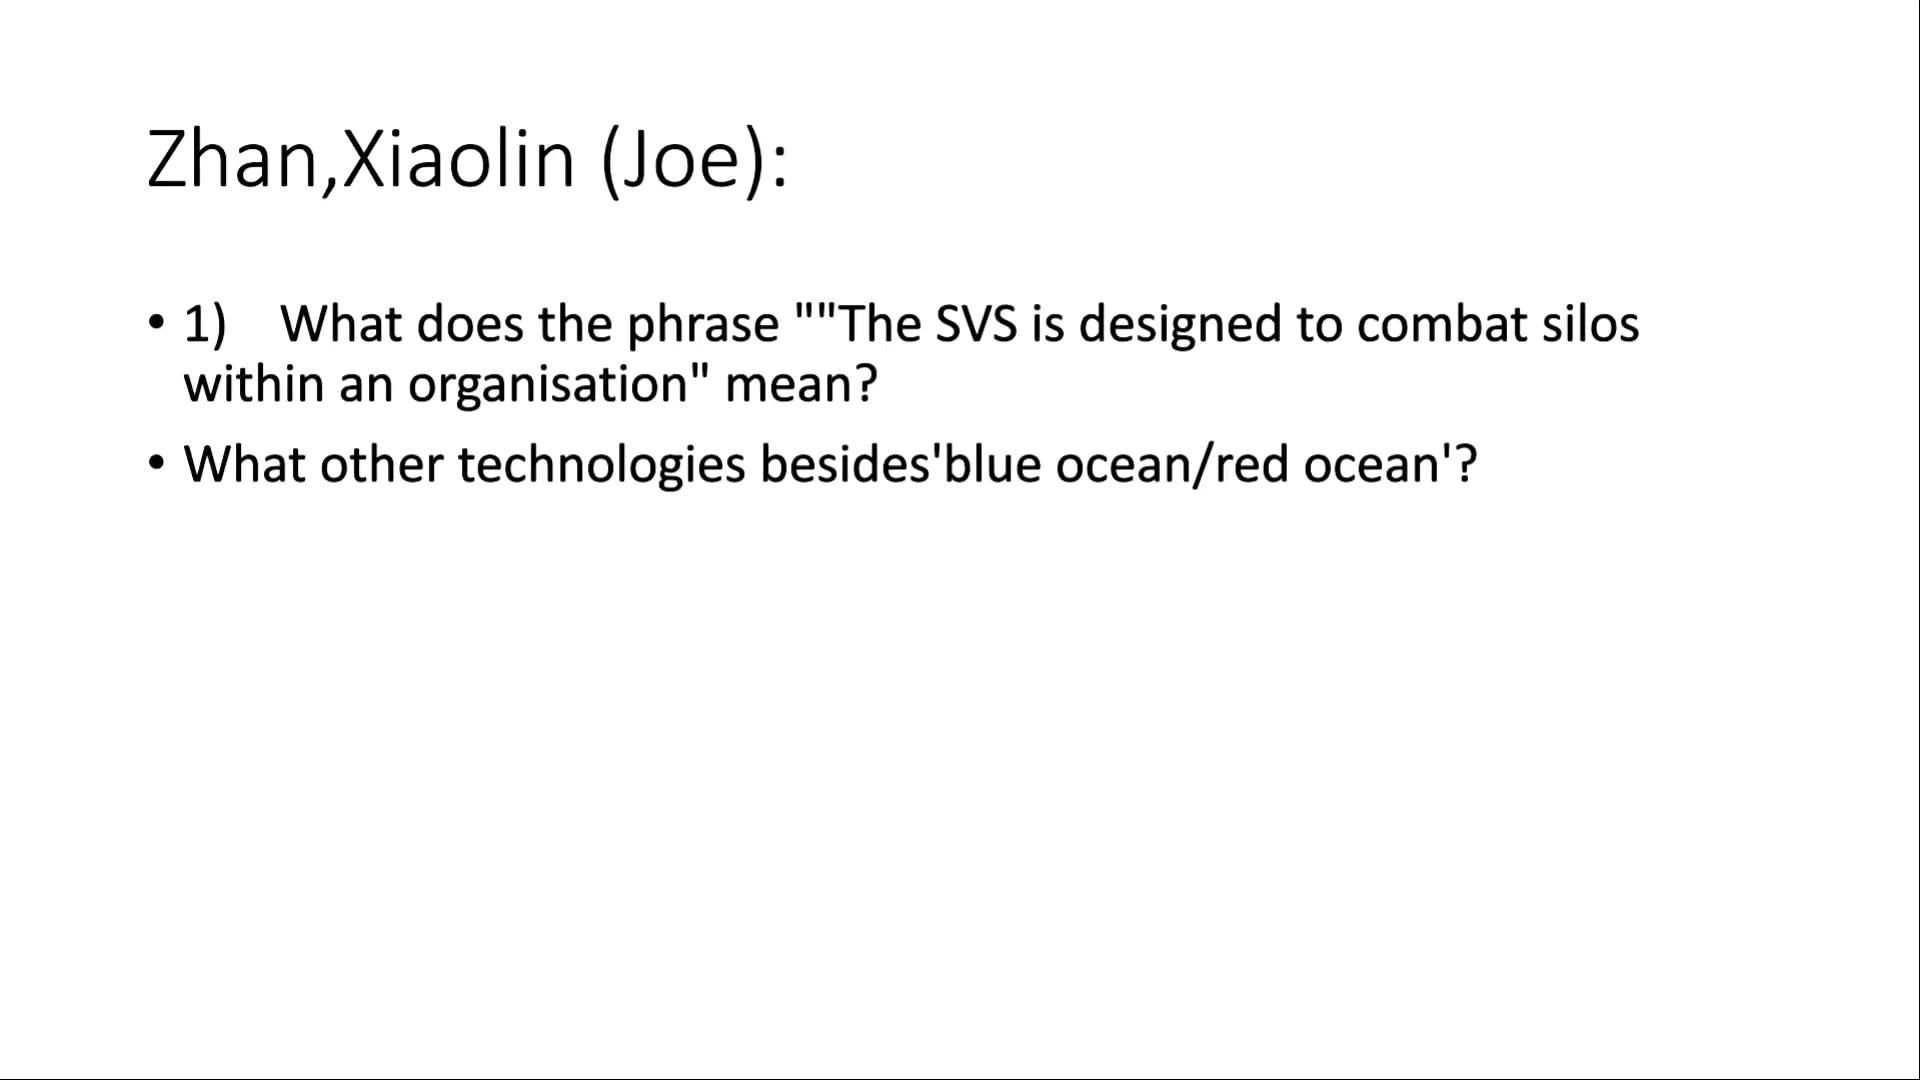 Zhan,Xiaolin (Joe):
• 1)    What does the phrase ""The SVS is designed to combat silos
within an organisation" mean?
• What other technologies besides'blue ocean/red ocean'?